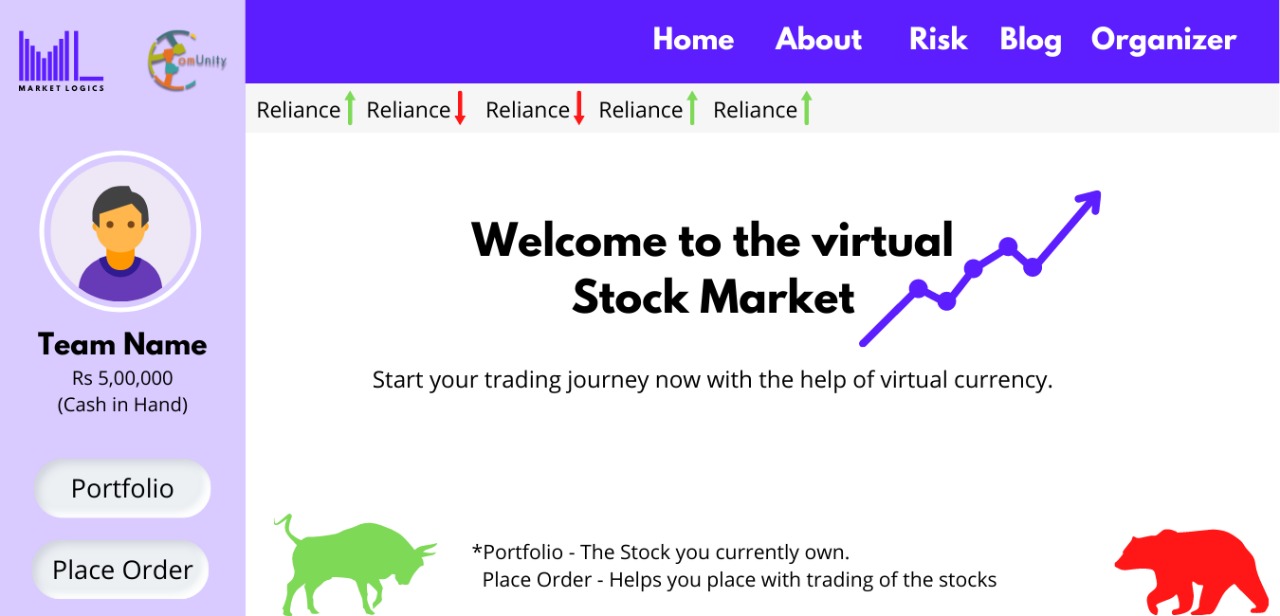 MARKET LOGICS
omUnity
Home About Risk Blog Organizer
Reliance Reliance Reliance Reliance Reliance
Welcome to the virtual
Stock Market
Start your trading journey now with the help of virtual currency.
Team Name
Rs 5,00,000
(Cash in Hand)
Portfolio
Place Order
*Portfolio - The Stock you currently own.
Place Order - Helps you place with trading of the stocks